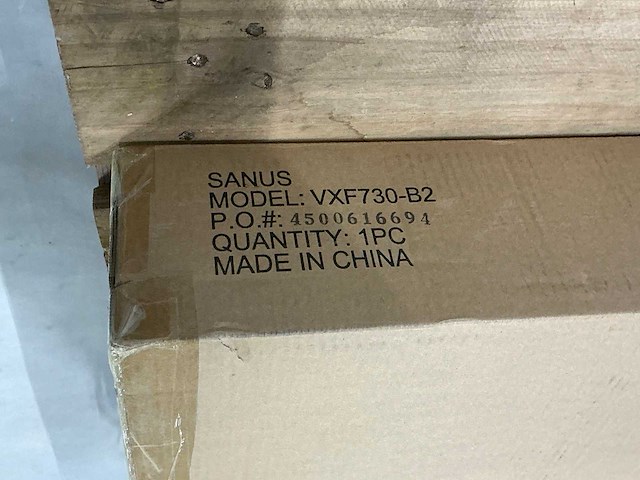 SANUS
MODEL: VXF730-B2
P.O.#: 4500616694
QUANTITY: 1PC
MADE IN CHINA